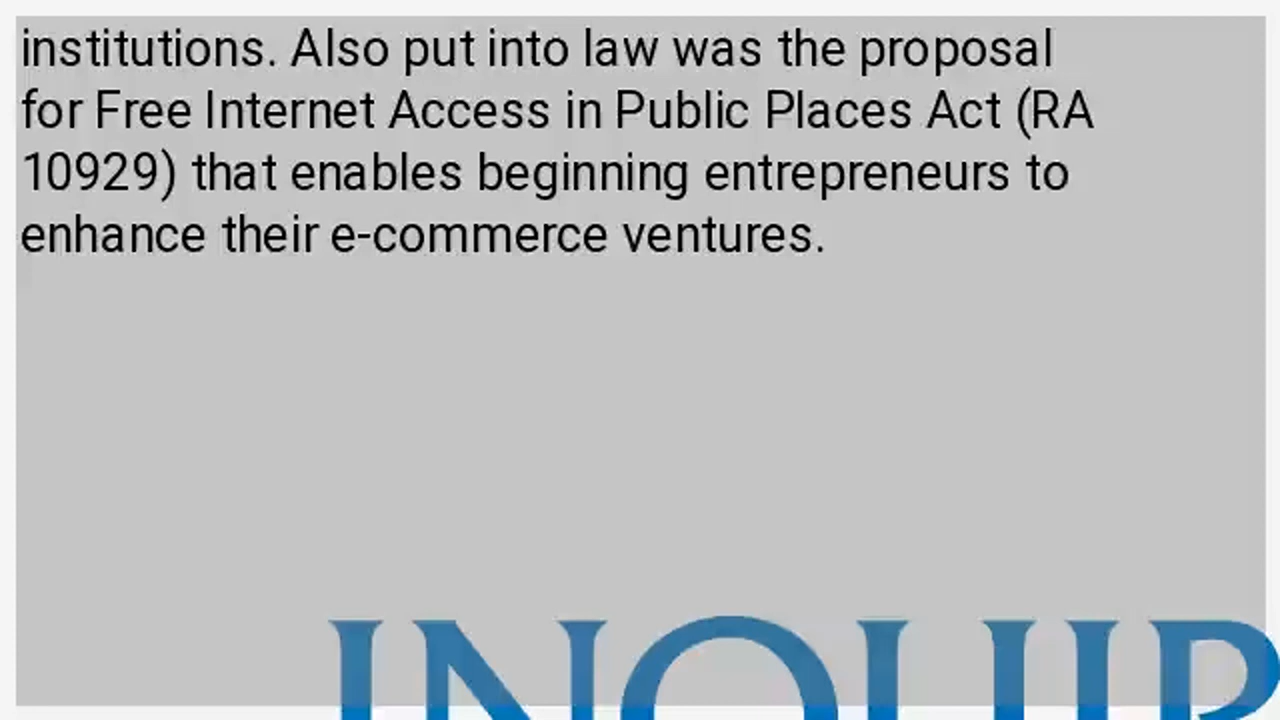 institutions. Also put into law was the proposal
for Free Internet Access in Public Places Act (RA
10929) that enables beginning entrepreneurs to
enhance their e-commerce ventures.
INQUIR